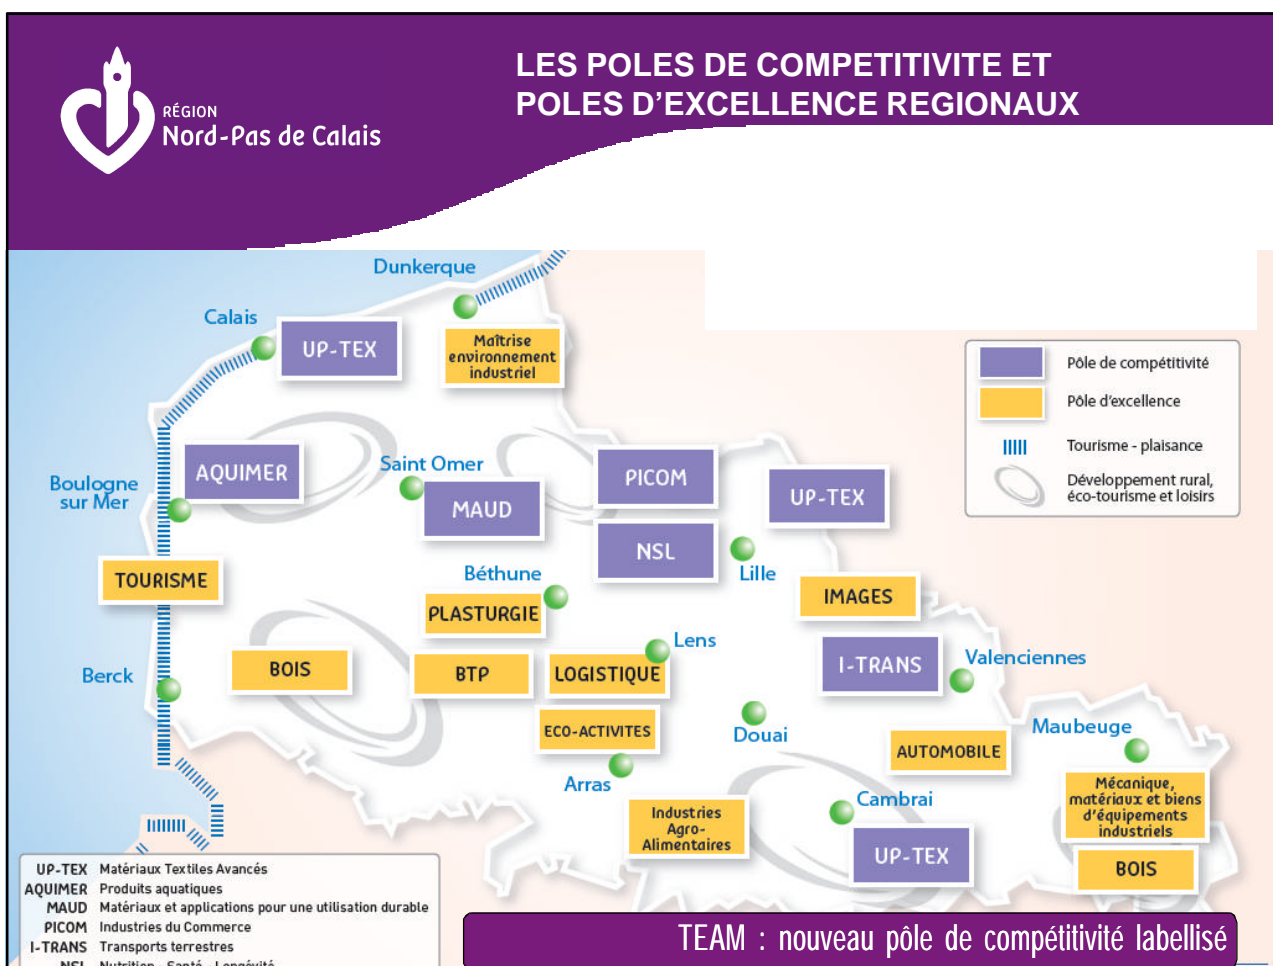 LES POLES DE COMPETITIVITE ET
POLES D'EXCELLENCE REGIONAUX
RÉGION
Nord-Pas de Calais
Dunkerque
Calais
UP-TEX
Maîtrise
environnement
industriel
Pôle de compétitivité
Pôle d'excellence
Tourisme - plaisance
Développement rural,
éco-tourisme et loisirs
Boulogne
sur Mer
AQUIMER
Saint Omer
MAUD
PICOM
UP-TEX
NSL
Lille
TOURISME
Béthune
PLASTURGIE
IMAGES
Lens
BOIS
BTP
LOGISTIQUE
I-TRANS
Valenciennes
Berck
ECO-ACTIVITES
Douai
Maubeuge
AUTOMOBILE
Arras
Cambrai
Mécanique,
matériaux et biens
d'équipements
industriels
Industries
Agro-
Alimentaires
UP-TEX
BOIS
UP-TEX Matériaux Textiles Avancés
AQUIMER Produits aquatiques
MAUD Matériaux et applications pour une utilisation durable
PICOM Industries du Commerce
I-TRANS Transports terrestres
NSL Nutrition - Santé - Longévité
TEAM : nouveau pôle de compétitivité labellisé